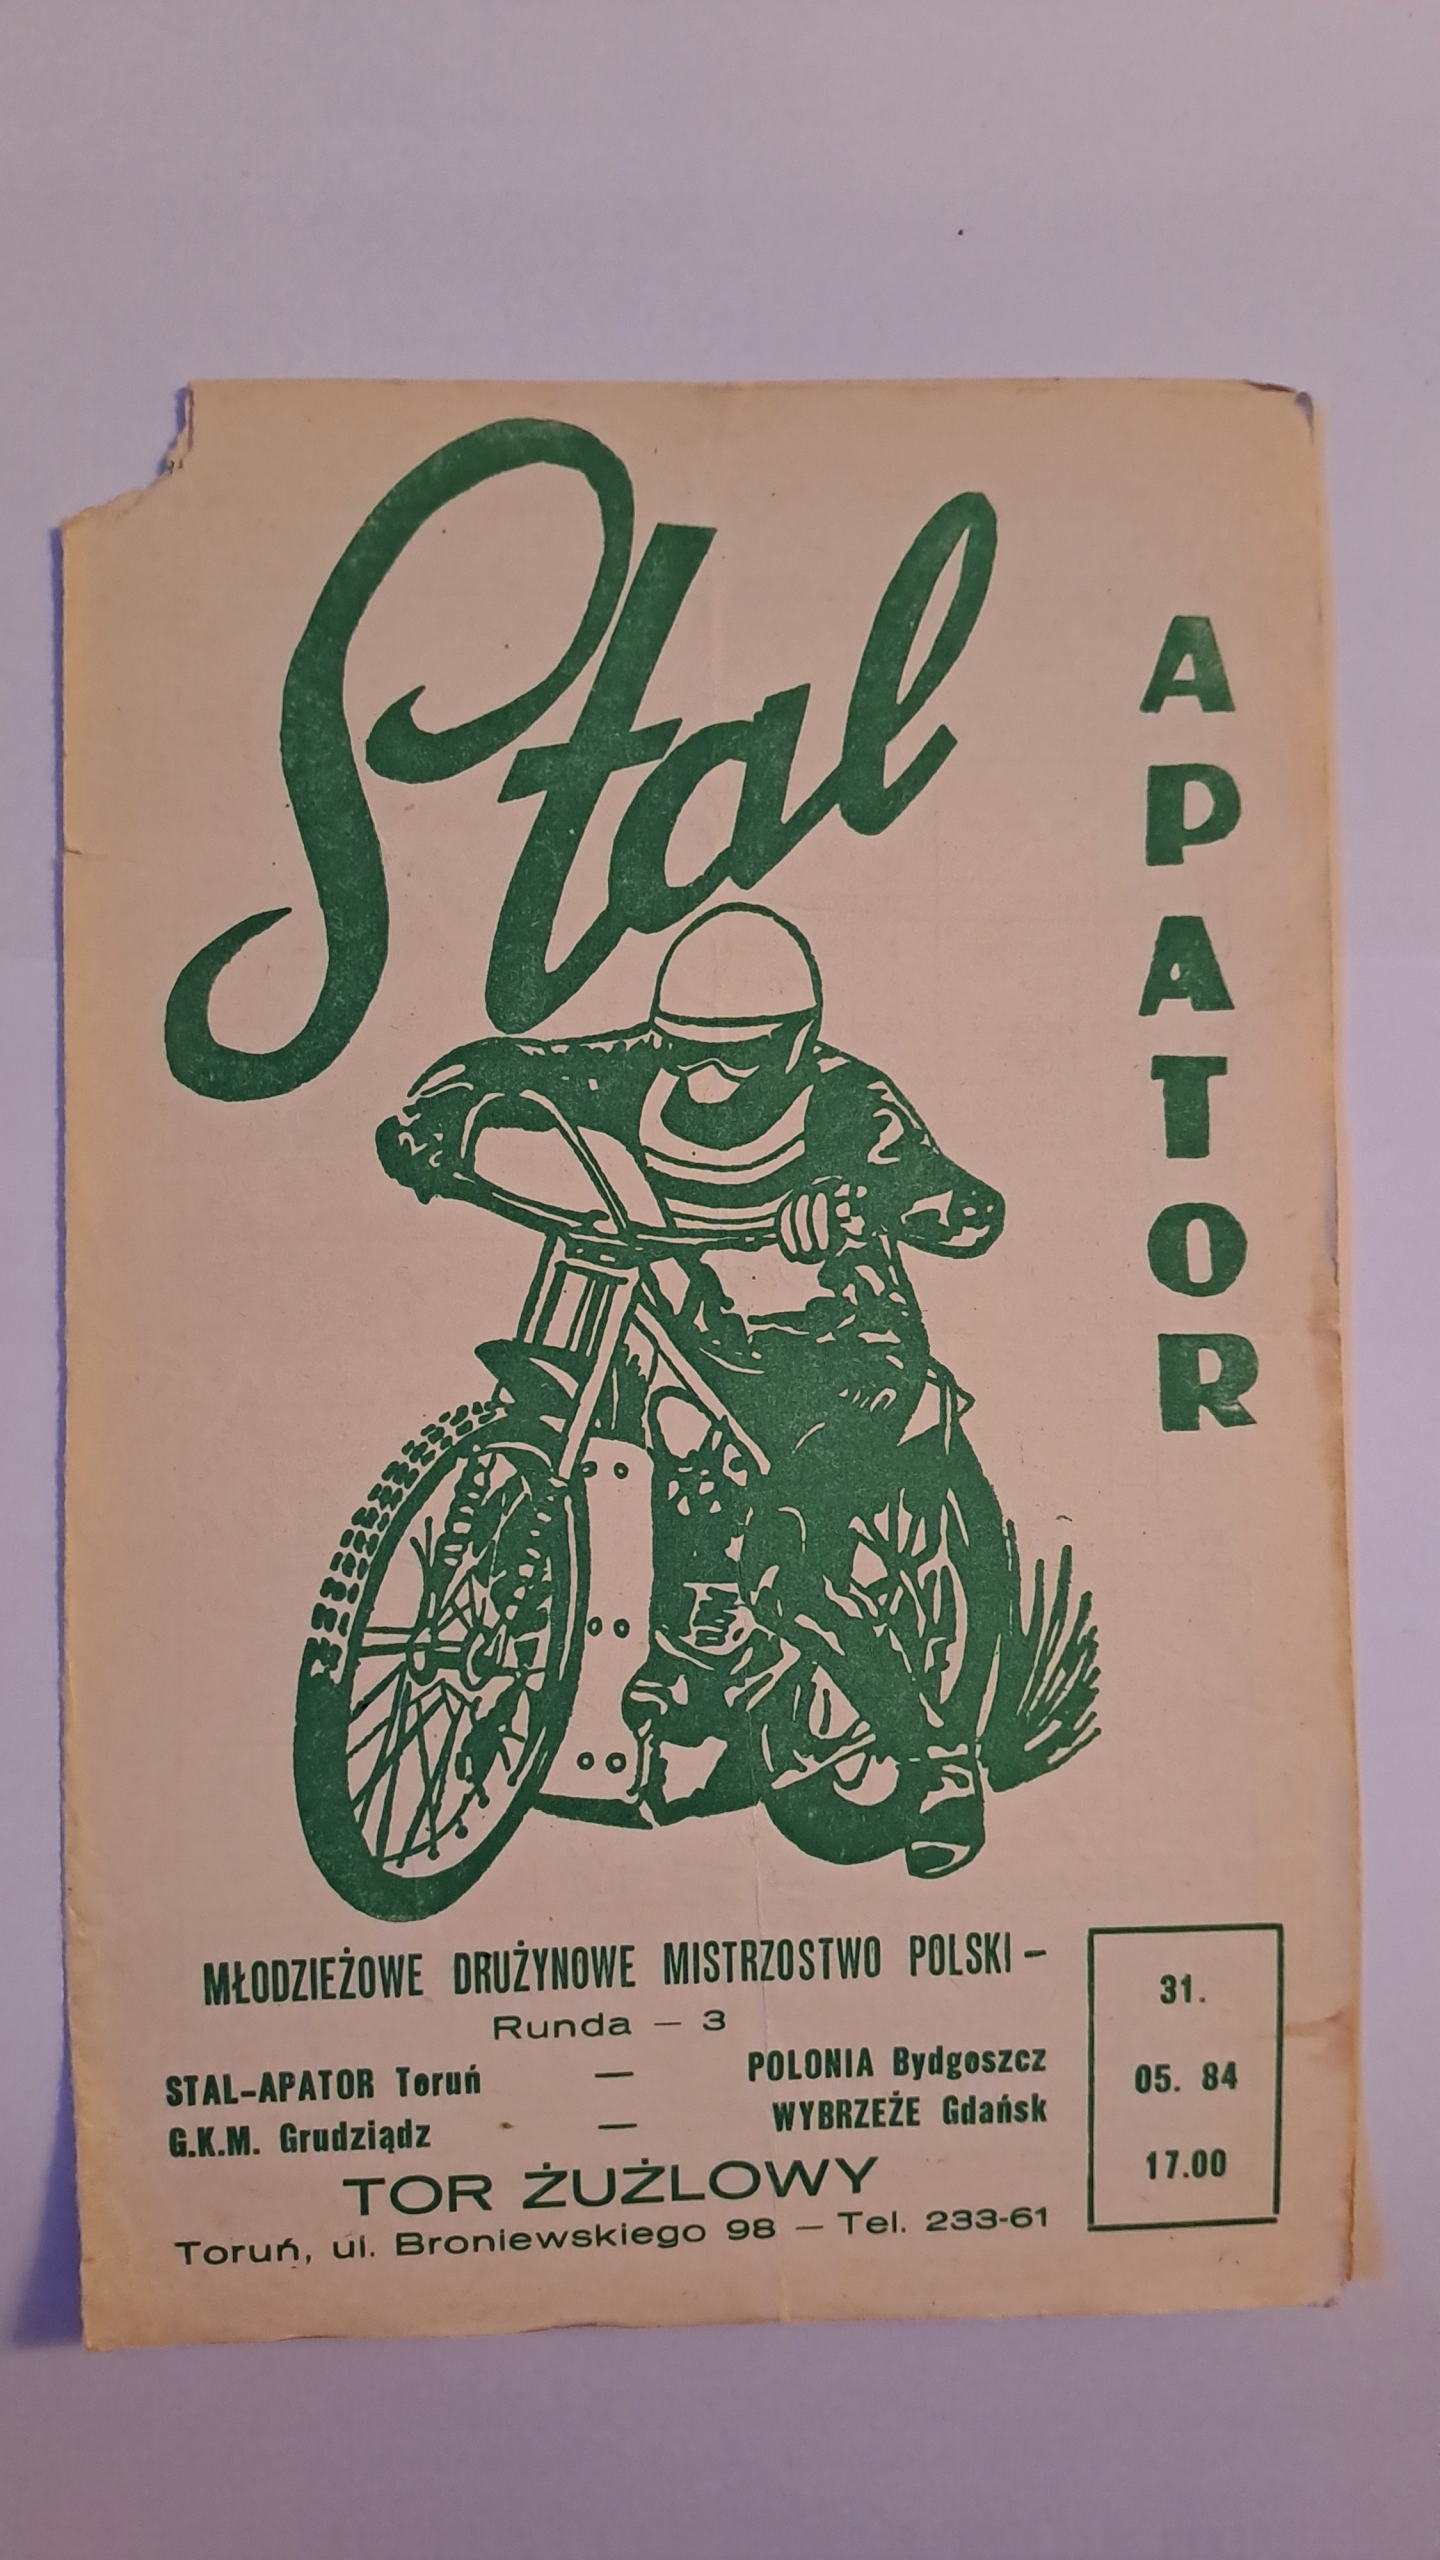 Stal
APATOR
MŁODZIEŻOWE DRUŻYNOWE MISTRZOSTWO POLSKI –
Runda – 3
STAL-APATOR Toruń — POLONIA Bydgoszcz
G.K.M. Grudziądz — WYBRZEŻE Gdańsk
TOR ŻUŻLOWY
Toruń, ul. Broniewskiego 98 – Tel. 233-61
31.
05. 84
17.00